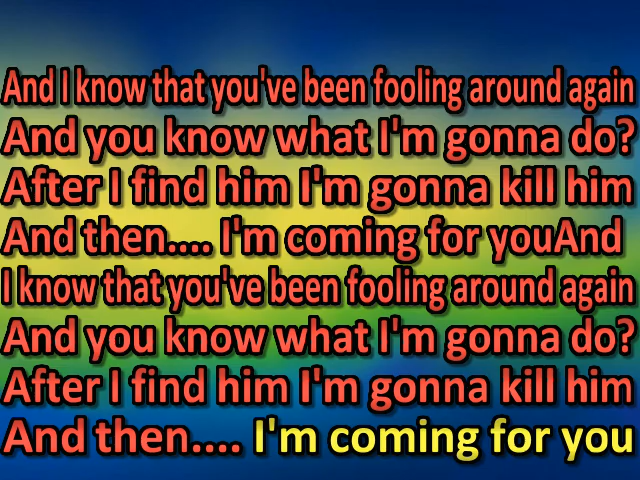 And I know that you've been fooling around again
And you know what I'm gonna do?
After I find him I'm gonna kill him
And then.... I'm coming for youAnd
I know that you've been fooling around again
And you know what I'm gonna do?
After I find him I'm gonna kill him
And then.... I'm coming for you